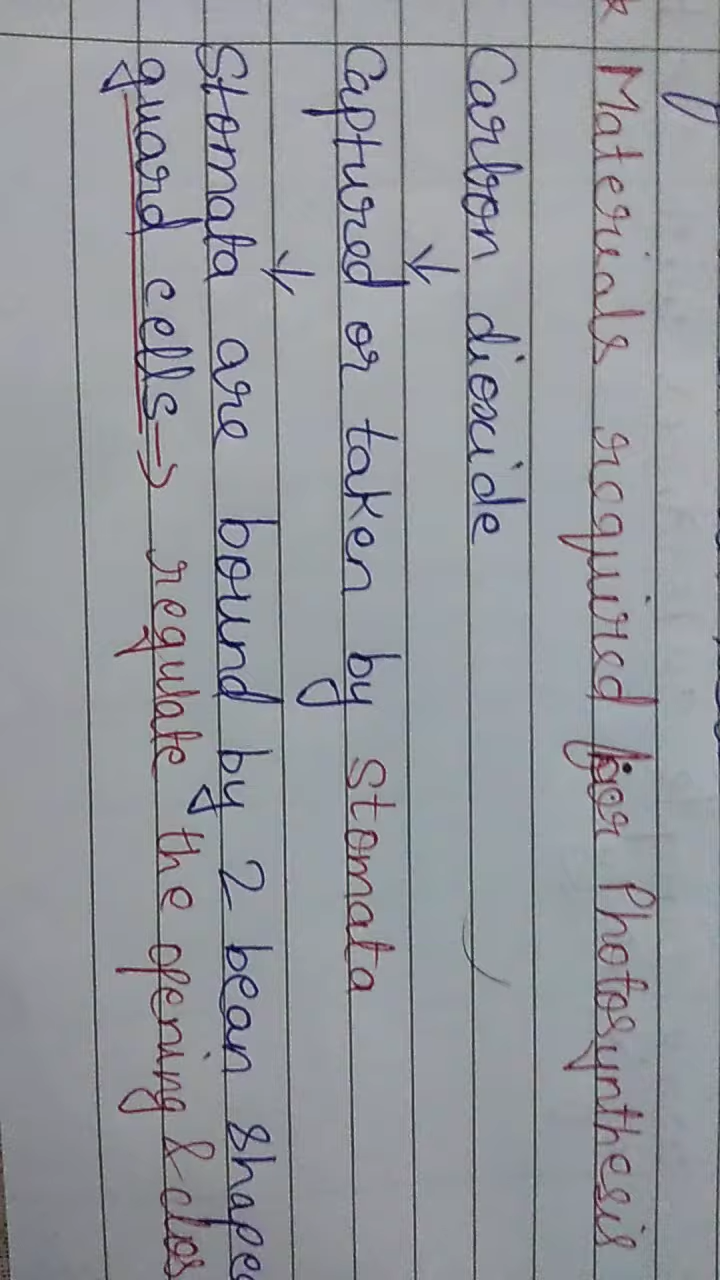 * Materials required for Photosynthesis
Carbon dioxide
↓
Captured or taken by stomata
↓
Stomata are bound by 2 bean shape
guard cells → regulate the opening & clos